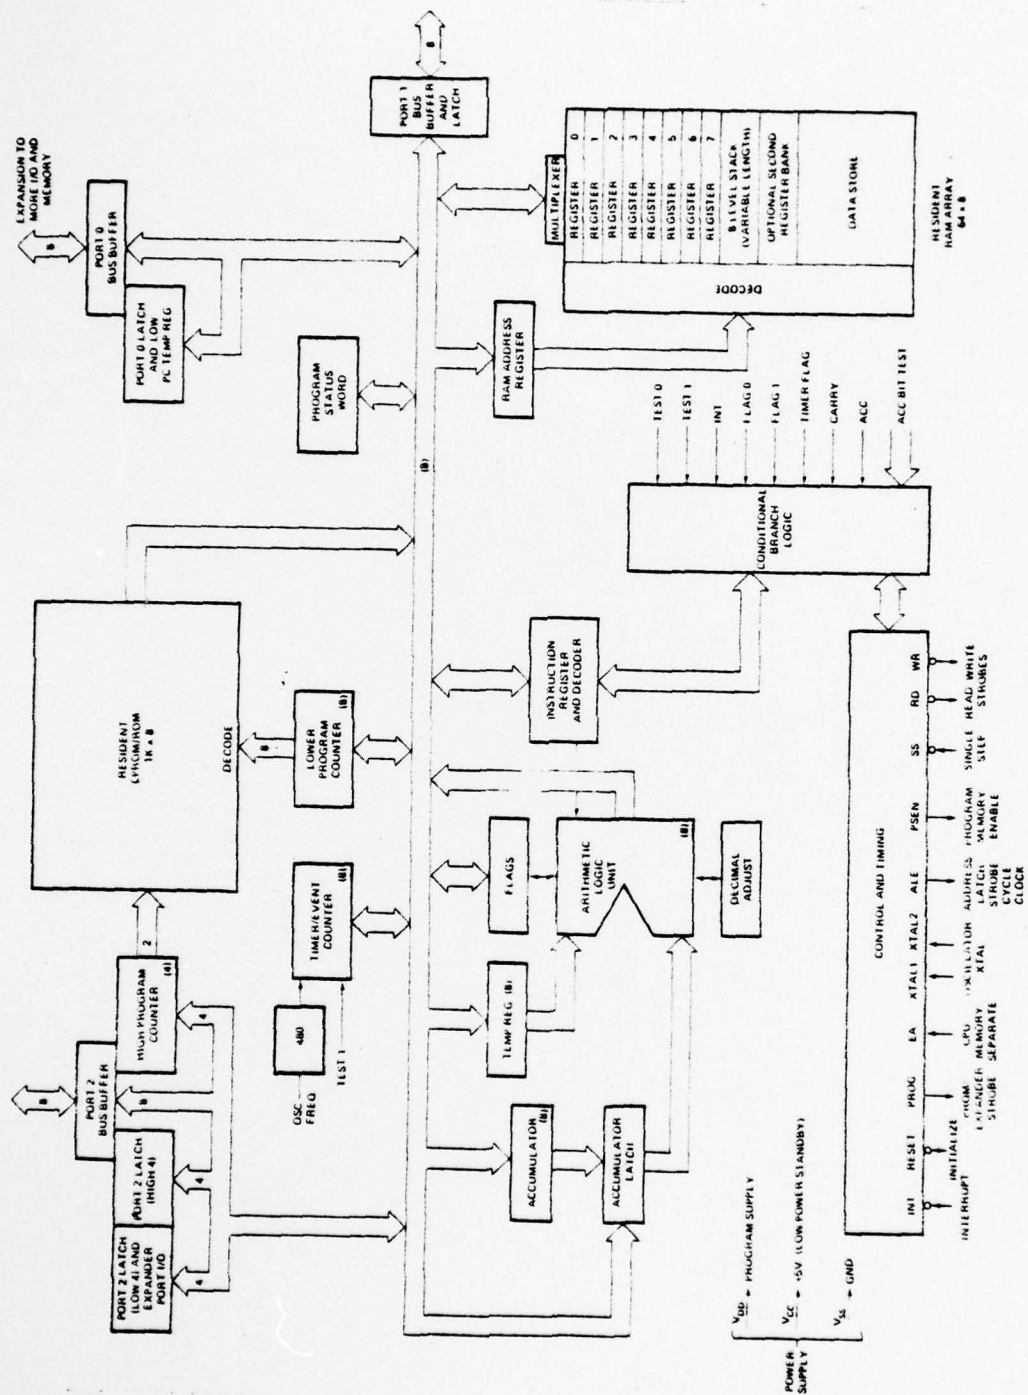 EXPANSION TO
MORE I/O AND
MEMORY
8
8
8
PORT 2 LATCH
(LOW 4) AND
EXPANDER
PORT I/O
PORT 2 LATCH
(HIGH 4)
PORT 2
BUS BUFFER
HIGH PROGRAM
COUNTER
(4)
4
4
8
4
2
RESIDENT
EPROM/ROM
1K x 8
DECODE
PORT 0 LATCH
AND LOW
PC TEMP REG
PORT 0
BUS BUFFER
PORT 1
BUS
BUFFER
AND
LATCH
OSC
FREQ
480
TEST 1
TIMER/EVENT
COUNTER
(8)
8
LOWER
PROGRAM
COUNTER
(8)
PROGRAM
STATUS
WORD
(8)
ACCUMULATOR
(8)
ACCUMULATOR
LATCH
TEMP REG (8)
FLAGS
ARITHMETIC
LOGIC
UNIT
(8)
DECIMAL
ADJUST
INSTRUCTION
REGISTER
AND DECODER
RAM ADDRESS
REGISTER
MULTIPLEXER
REGISTER 0
REGISTER 1
REGISTER 2
REGISTER 3
REGISTER 4
REGISTER 5
REGISTER 6
REGISTER 7
8 LEVEL STACK
(VARIABLE LENGTH)
OPTIONAL SECOND
REGISTER BANK
DATA STORE
DECODE
RESIDENT
RAM ARRAY
64 x 8
CONDITIONAL
BRANCH
LOGIC
TEST 0
TEST 1
INT
FLAG 0
FLAG 1
TIMER FLAG
CARRY
ACC
ACC BIT TEST
POWER
SUPPLY
VDD PROGRAM SUPPLY
VCC +5V (LOW POWER STANDBY)
VSS GND
CONTROL AND TIMING
INT RESET PROG EA XTAL1 XTAL2 ALE PSEN SS RD WR
INTERRUPT
INITIALIZE
PROM
EXPANDER
STROBE
CPU
MEMORY
SEPARATE
OSCILLATOR
XTAL
ADDRESS
LATCH
STROBE
CYCLE
CLOCK
PROGRAM
MEMORY
ENABLE
SINGLE
STEP
READ WRITE
STROBES